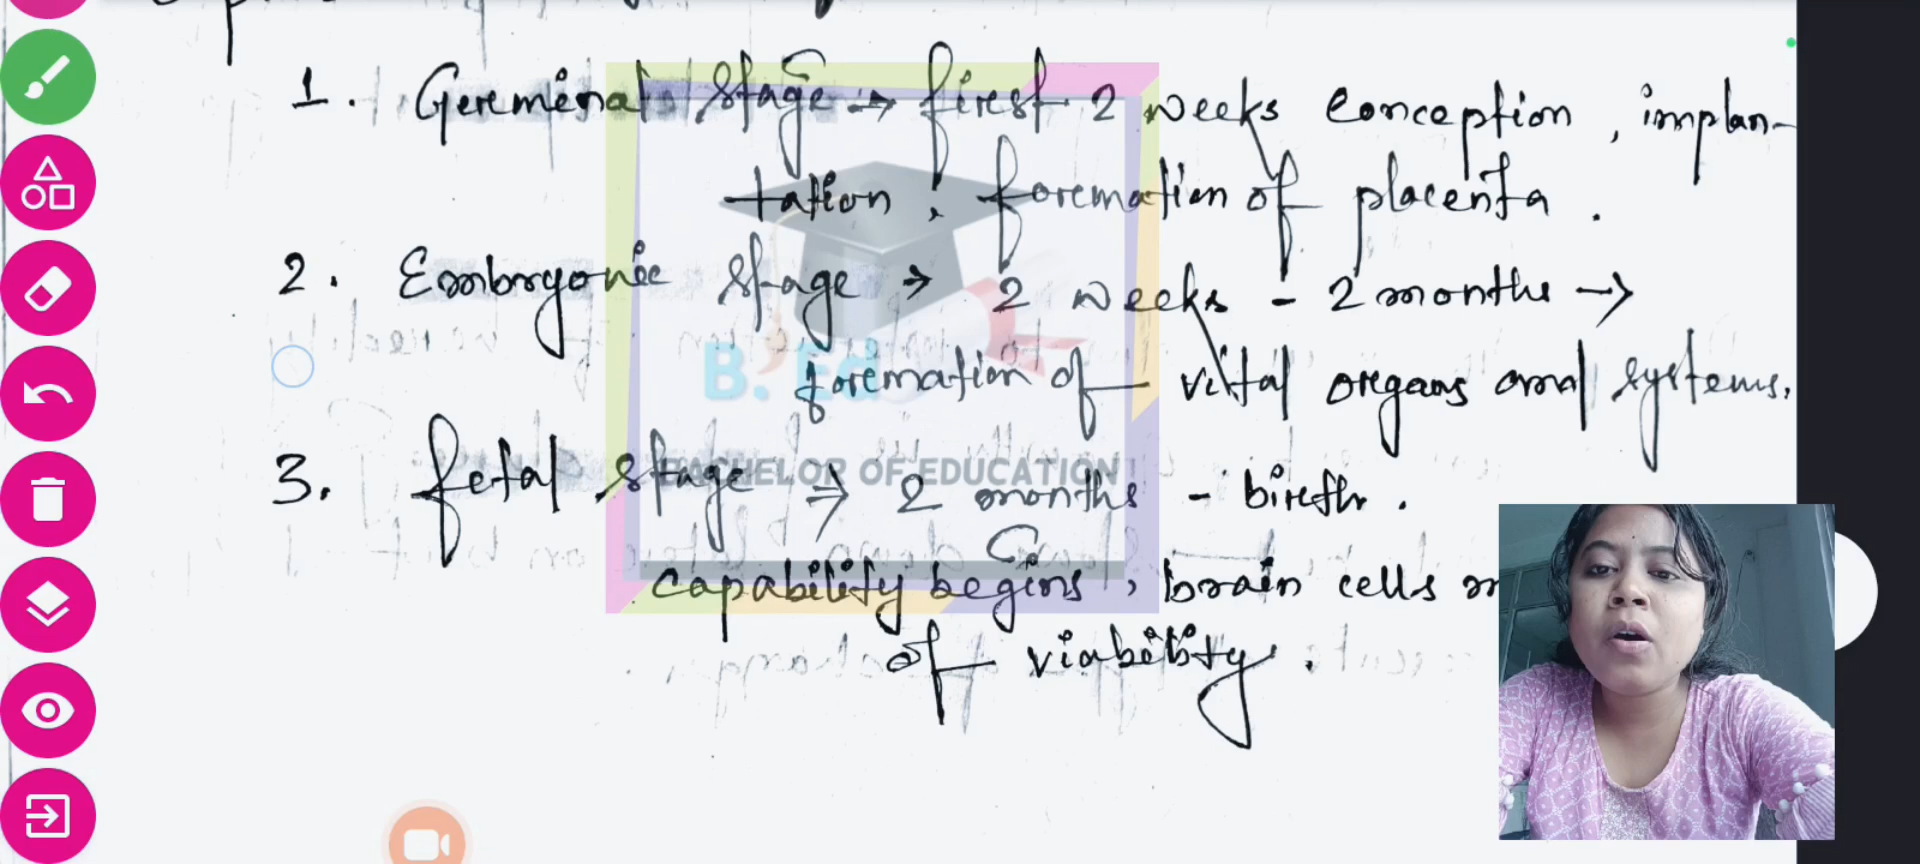 1. Germinal Stage → first 2 weeks conception, implan-
tation, formation of placenta.
2. Embryonic Stage → 2 weeks - 2 months →
formation of vital organs and systems.
3. fetal stage → 2 months - birth.
B.Ed
BACHELOR OF EDUCATION
capability begins, brain cells
of viability.